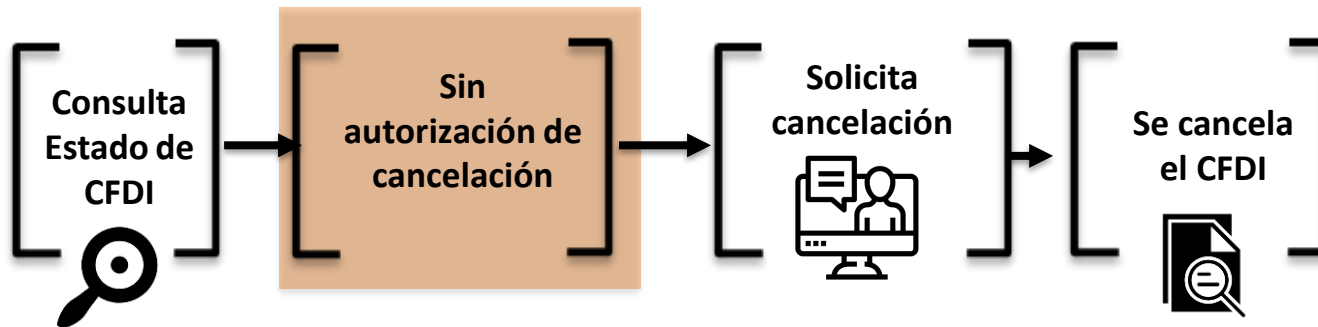 Consulta
Estado de
CFDI
Sin
autorización de
cancelación
Solicita
cancelación
Se cancela
el CFDI